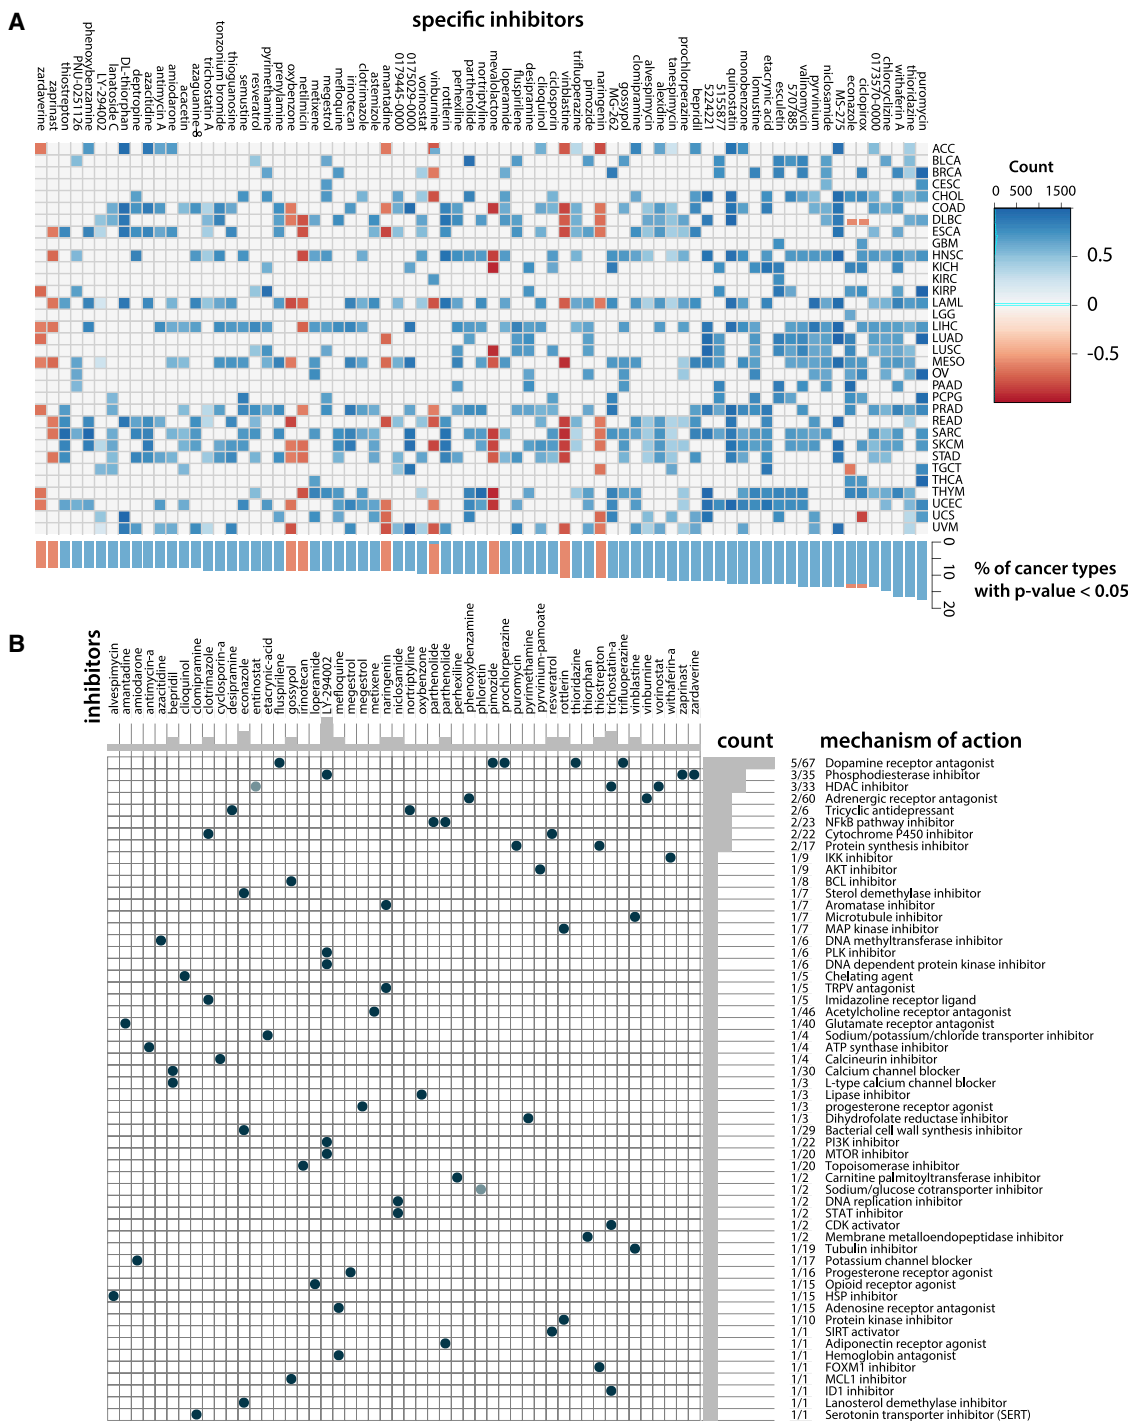 A
specific inhibitors
zardaverine
zaprinast
thiostrepton
PNU-0251126
phenoxybenzamine
LY-294002
lanatoside C
DL-thiorphan
deptropine
azacitidine
antimycin A
amiodarone
acacetin
azaguanine-8
trichostatin A
tonzonium bromide
thioguanosine
semustine
resveratrol
pyrimethamine
prenylamine
oxybenzone
netilmicin
metixene
megestrol
mefloquine
irinotecan
clotrimazole
astemizole
amantadine
0179445-0000
0175029-0000
vorinostat
vinburnine
rottlerin
perhexiline
parthenolide
nortriptyline
mevalolactone
loperamide
fluspirilene
desipramine
clioquinol
ciclosporin
vinblastine
trifluoperazine
pimozide
naringenin
MG-262
gossypol
clomipramine
alvespimycin
alexidine
tanespimycin
prochlorperazine
bepridil
5224221
5155877
quinostatin
monobenzone
lomustine
etacrynic acid
esculetin
5707885
valinomycin
pyrvinium
niclosamide
MS-275
econazole
ciclopirox
0173570-0000
chlorcyclizine
withaferin A
thioridazine
puromycin
ACC
BLCA
BRCA
CESC
CHOL
COAD
DLBC
ESCA
GBM
HNSC
KICH
KIRC
KIRP
LAML
LGG
LIHC
LUAD
LUSC
MESO
OV
PAAD
PCPG
PRAD
READ
SARC
SKCM
STAD
TGCT
THCA
THYM
UCEC
UCS
UVM
Count
0 500 1500
0.5
0
-0.5
0
10
20
% of cancer types
with p-value < 0.05
B
inhibitors
alvespimycin
amantadine
amiodarone
antimycin-a
azacitidine
bepridil
clioquinol
clomipramine
clotrimazole
cyclosporin-a
desipramine
econazole
entinostat
etacrynic-acid
fluspirilene
gossypol
irinotecan
loperamide
LY-294002
mefloquine
megestrol
megestrol
metixene
naringenin
niclosamide
nortriptyline
oxybenzone
parthenolide
parthenolide
perhexiline
phenoxybenzamine
phloretin
pimozide
prochlorperazine
puromycin
pyrimethamine
pyrvinium-pamoate
resveratrol
rottlerin
thioridazine
thiorphan
thiostrepton
trichostatin-a
trifluoperazine
vinblastine
vinburnine
vorinostat
withaferin-a
zaprinast
zardaverine
count mechanism of action
5/67 Dopamine receptor antagonist
3/35 Phosphodiesterase inhibitor
3/33 HDAC inhibitor
2/60 Adrenergic receptor antagonist
2/6 Tricyclic antidepressant
2/23 NFkB pathway inhibitor
2/22 Cytochrome P450 inhibitor
2/17 Protein synthesis inhibitor
1/9 IKK inhibitor
1/9 AKT inhibitor
1/8 BCL inhibitor
1/7 Sterol demethylase inhibitor
1/7 Aromatase inhibitor
1/7 Microtubule inhibitor
1/7 MAP kinase inhibitor
1/6 DNA methyltransferase inhibitor
1/6 PLK inhibitor
1/6 DNA dependent protein kinase inhibitor
1/5 Chelating agent
1/5 TRPV antagonist
1/5 Imidazoline receptor ligand
1/46 Acetylcholine receptor antagonist
1/40 Glutamate receptor antagonist
1/4 Sodium/potassium/chloride transporter inhibitor
1/4 ATP synthase inhibitor
1/4 Calcineurin inhibitor
1/30 Calcium channel blocker
1/3 L-type calcium channel blocker
1/3 Lipase inhibitor
1/3 progesterone receptor agonist
1/3 Dihydrofolate reductase inhibitor
1/29 Bacterial cell wall synthesis inhibitor
1/22 PI3K inhibitor
1/20 MTOR inhibitor
1/20 Topoisomerase inhibitor
1/2 Carnitine palmitoyltransferase inhibitor
1/2 Sodium/glucose cotransporter inhibitor
1/2 DNA replication inhibitor
1/2 STAT inhibitor
1/2 CDK activator
1/2 Membrane metalloendopeptidase inhibitor
1/19 Tubulin inhibitor
1/17 Potassium channel blocker
1/16 Progesterone receptor agonist
1/15 Opioid receptor agonist
1/15 HSP inhibitor
1/15 Adenosine receptor antagonist
1/10 Protein kinase inhibitor
1/1 SIRT activator
1/1 Adiponectin receptor agonist
1/1 Hemoglobin antagonist
1/1 FOXM1 inhibitor
1/1 MCL1 inhibitor
1/1 ID1 inhibitor
1/1 Lanosterol demethylase inhibitor
1/1 Serotonin transporter inhibitor (SERT)